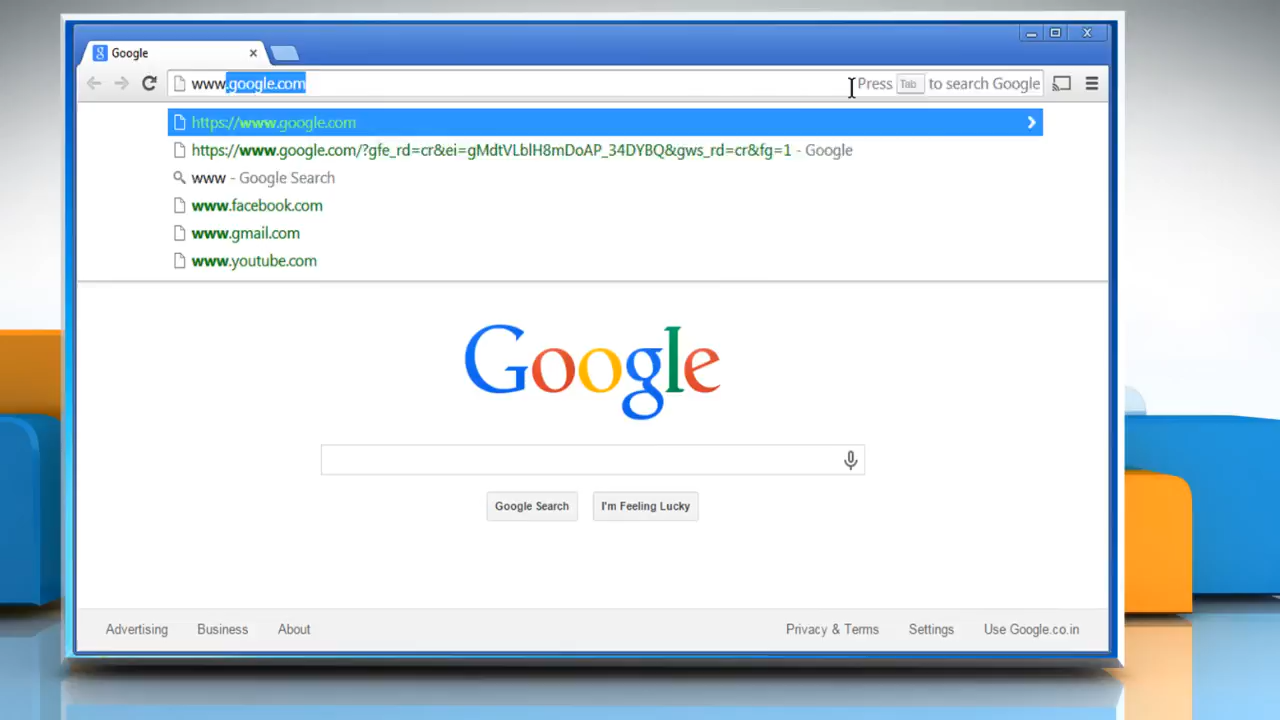 Google
www.google.com
Press Tab to search Google
https://www.google.com
https://www.google.com/?gfe_rd=cr&ei=gMdtVLblH8mDoAP_34DYBQ&gws_rd=cr&fg=1 - Google
www - Google Search
www.facebook.com
www.gmail.com
www.youtube.com
Google
Google Search I'm Feeling Lucky
Advertising Business About Privacy & Terms Settings Use Google.co.in